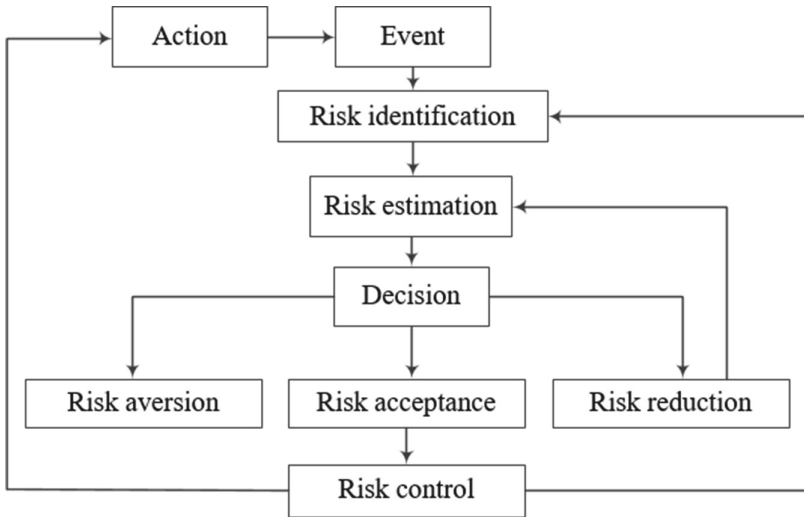 Action
Event
Risk identification
Risk estimation
Decision
Risk aversion
Risk acceptance
Risk reduction
Risk control